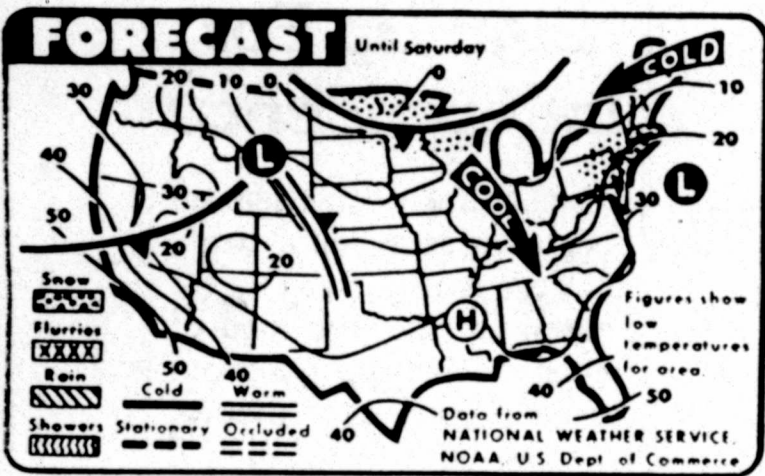 FORECAST
Until Saturday
COLD
20 10 0 0
30 10
40 20
L
30 COOL L
50 30
20 20
Snow
Flurries
H
Figures show
low
temperatures
for area.
Rain
50 40
Cold Warm
40 50
Showers Stationary Occluded
40
Data from
NATIONAL WEATHER SERVICE,
NOAA, U S Dept of Commerce